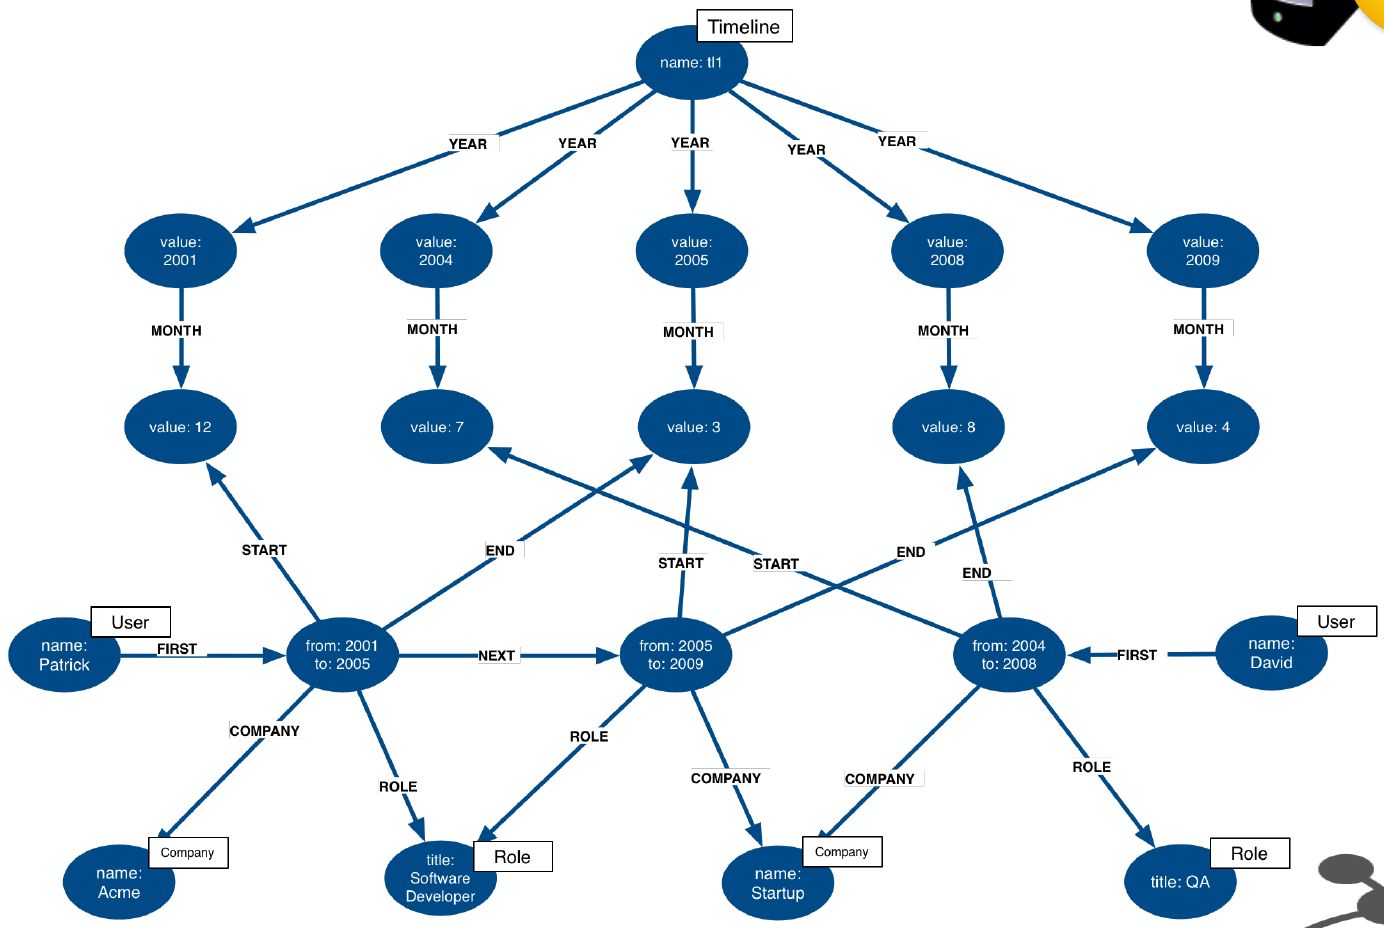 Timeline
name: tl1
YEAR
YEAR
YEAR
YEAR
YEAR
value:
2001
value:
2004
value:
2005
value:
2008
value:
2009
MONTH
MONTH
MONTH
MONTH
MONTH
value: 12
value: 7
value: 3
value: 8
value: 4
START
END
START
START
END
END
User
name:
Patrick
FIRST
from: 2001
to: 2005
NEXT
from: 2005
to: 2009
from: 2004
to: 2008
FIRST
User
name:
David
COMPANY
ROLE
ROLE
COMPANY
COMPANY
ROLE
Company
name:
Acme
Role
title:
Software
Developer
Company
name:
Startup
Role
title: QA